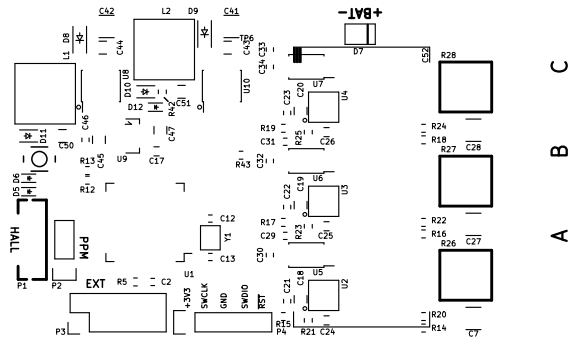 +BAT-
C42
D9
L2
C41
D8
C44
TP6
C43
C33
D7
C52
R28
C
L1
U8
D10
C51
U10
C34
U7
C20
U4
D12
R42
C23
C46
D11
C50
C47
R19
R25
C26
R24
C28
C31
R18
B
U9
C17
C45
R43
C32
R27
R13
R12
D6
D5
U6
C19
U3
C22
HALL
PPM
C12
Y1
R17
R23
C25
R22
C27
C29
R16
A
C13
C30
R26
P1
P2
U1
EXT
R5
C2
U5
C18
U2
+3V3
SWCLK
GND
SWDIO
RST
C21
P3
P4
R15
R21
C24
R20
R14
C7